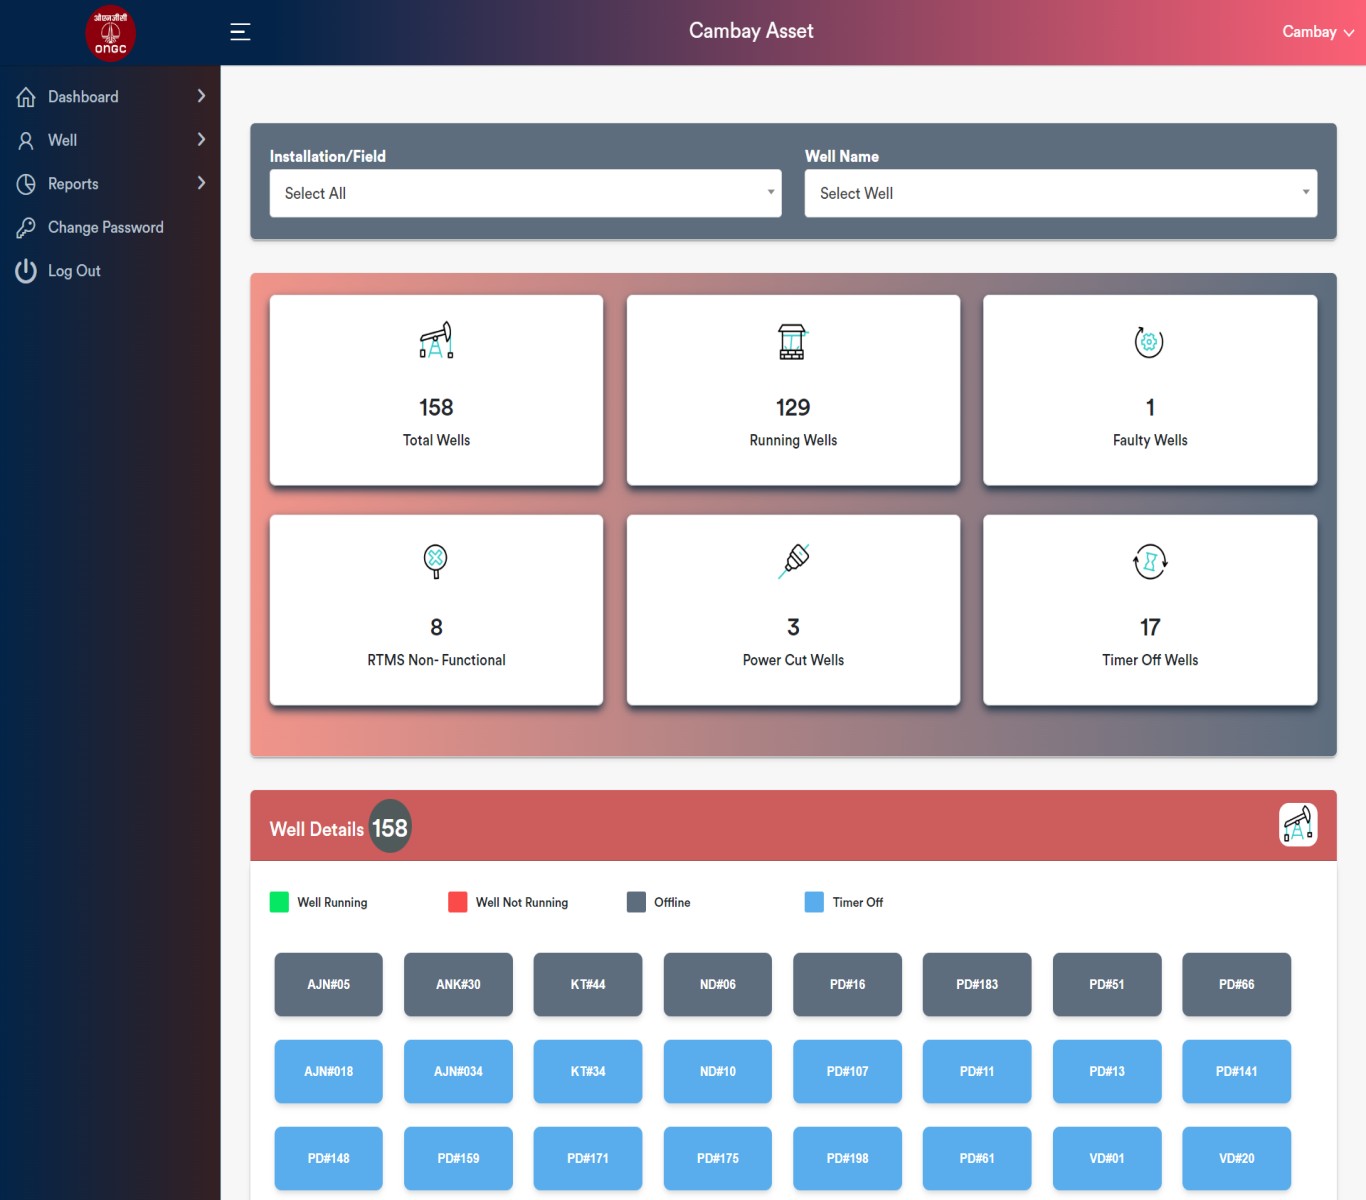 ओएनजीसी
ONGC
Cambay Asset
Cambay
Dashboard
Well
Reports
Change Password
Log Out
Installation/Field
Well Name
Select All
Select Well
158
129
1
Total Wells
Running Wells
Faulty Wells
8
3
17
RTMS Non- Functional
Power Cut Wells
Timer Off Wells
Well Details 158
Well Running
Well Not Running
Offline
Timer Off
AJN#05
ANK#30
KT#44
ND#06
PD#16
PD#183
PD#51
PD#66
AJN#018
AJN#034
KT#34
ND#10
PD#107
PD#11
PD#13
PD#141
PD#148
PD#159
PD#171
PD#175
PD#198
PD#61
VD#01
VD#20